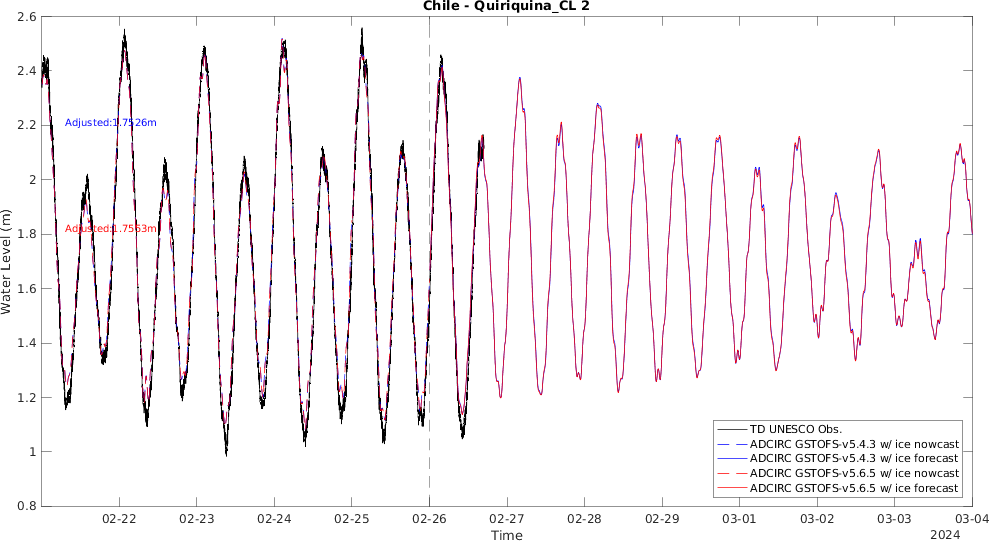 Chile - Quiriquina_CL 2
2.6
2.4
2.2
2
1.8
1.6
1.4
1.2
1
0.8
Water Level (m)
Adjusted:1.7526m
Adjusted:1.7563m
TD UNESCO Obs.
ADCIRC GSTOFS-v5.4.3 w/ ice nowcast
ADCIRC GSTOFS-v5.4.3 w/ ice forecast
ADCIRC GSTOFS-v5.6.5 w/ ice nowcast
ADCIRC GSTOFS-v5.6.5 w/ ice forecast
02-22 02-23 02-24 02-25 02-26 02-27 02-28 02-29 03-01 03-02 03-03 03-04
Time
2024